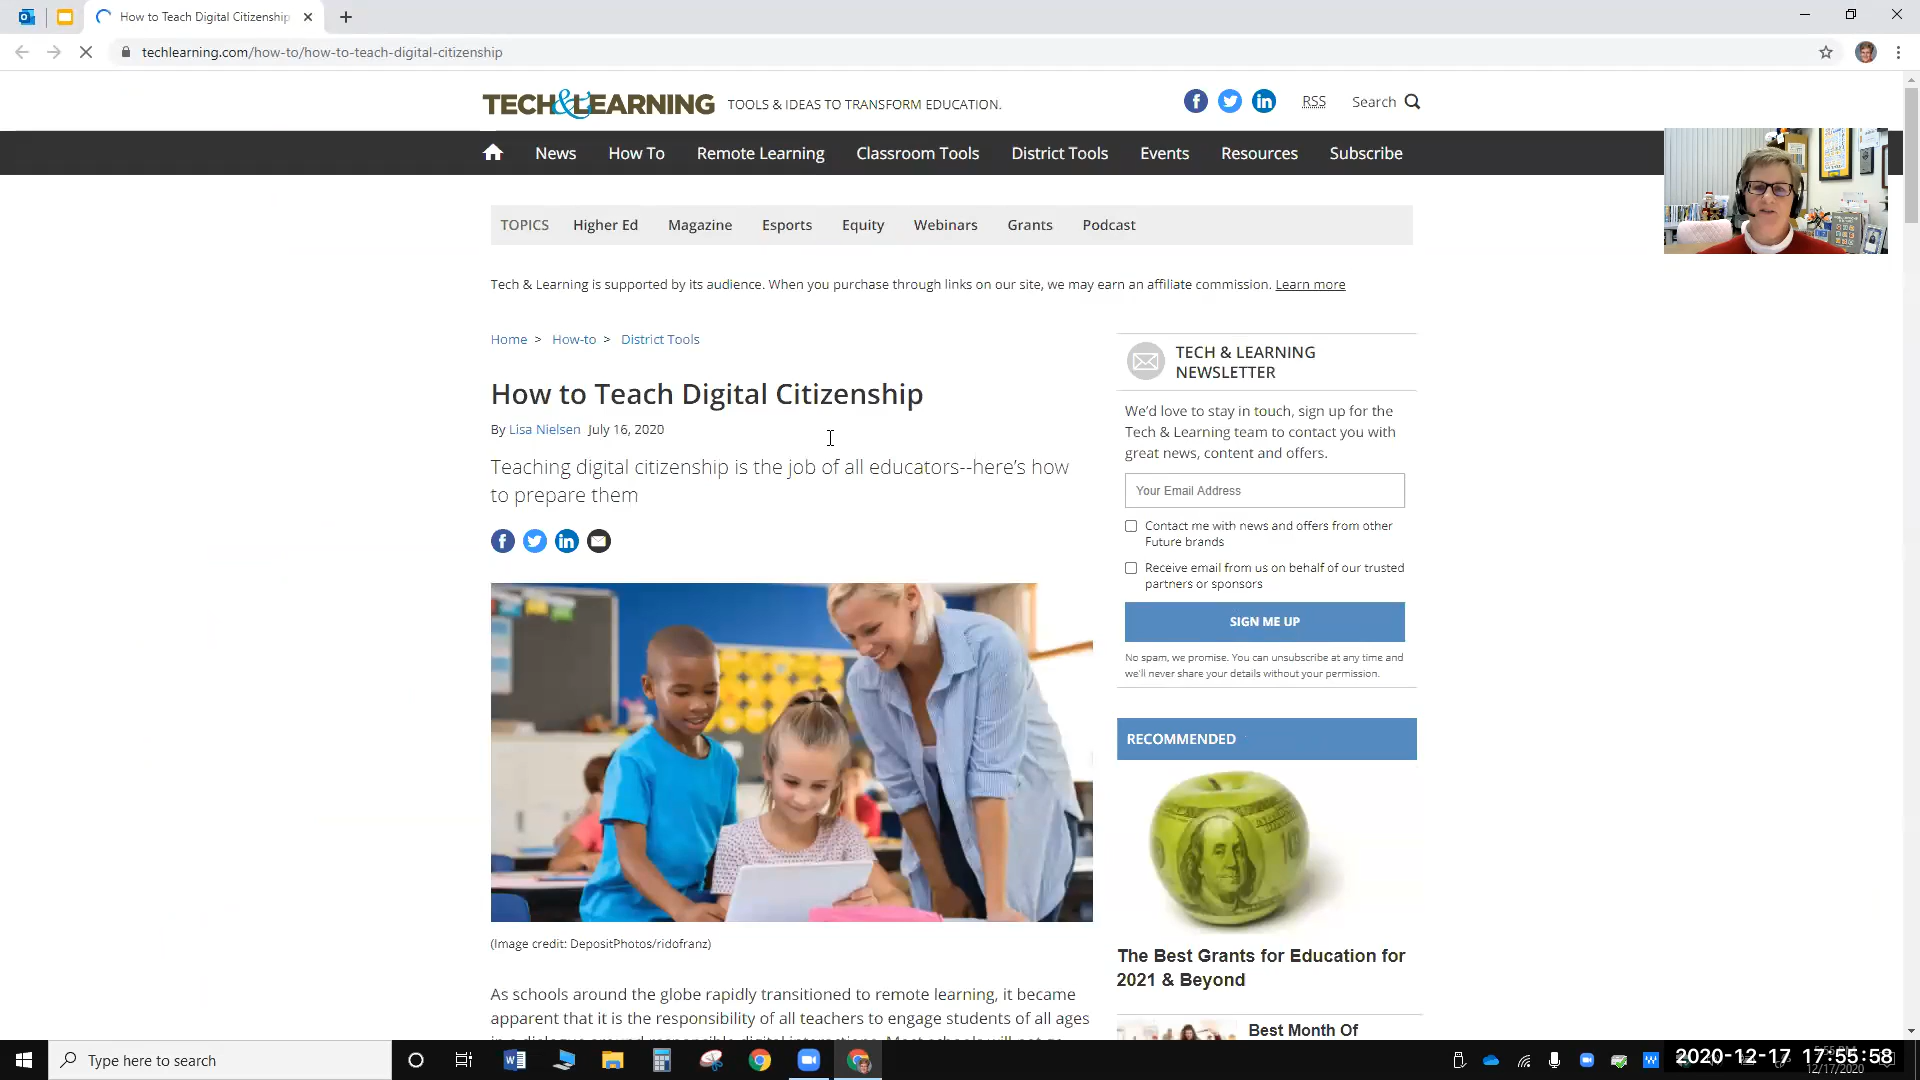 How to Teach Digital Citizenship
techlearning.com/how-to/how-to-teach-digital-citizenship
TECH&LEARNING
TOOLS & IDEAS TO TRANSFORM EDUCATION.
RSS
Search
News
How To
Remote Learning
Classroom Tools
District Tools
Events
Resources
Subscribe
TOPICS
Higher Ed
Magazine
Esports
Equity
Webinars
Grants
Podcast
Tech & Learning is supported by its audience. When you purchase through links on our site, we may earn an affiliate commission. Learn more
Home > How-to > District Tools
How to Teach Digital Citizenship
By Lisa Nielsen July 16, 2020
Teaching digital citizenship is the job of all educators--here's how
to prepare them
(Image credit: DepositPhotos/ridofranz)
As schools around the globe rapidly transitioned to remote learning, it became
apparent that it is the responsibility of all teachers to engage students of all ages
TECH & LEARNING
NEWSLETTER
We'd love to stay in touch, sign up for the
Tech & Learning team to contact you with
great news, content and offers.
Your Email Address
Contact me with news and offers from other
Future brands
Receive email from us on behalf of our trusted
partners or sponsors
SIGN ME UP
No spam, we promise. You can unsubscribe at any time and
we'll never share your details without your permission.
RECOMMENDED
The Best Grants for Education for
2021 & Beyond
Best Month Of
Type here to search
2020-12-17 17:55:58
12/17/2020